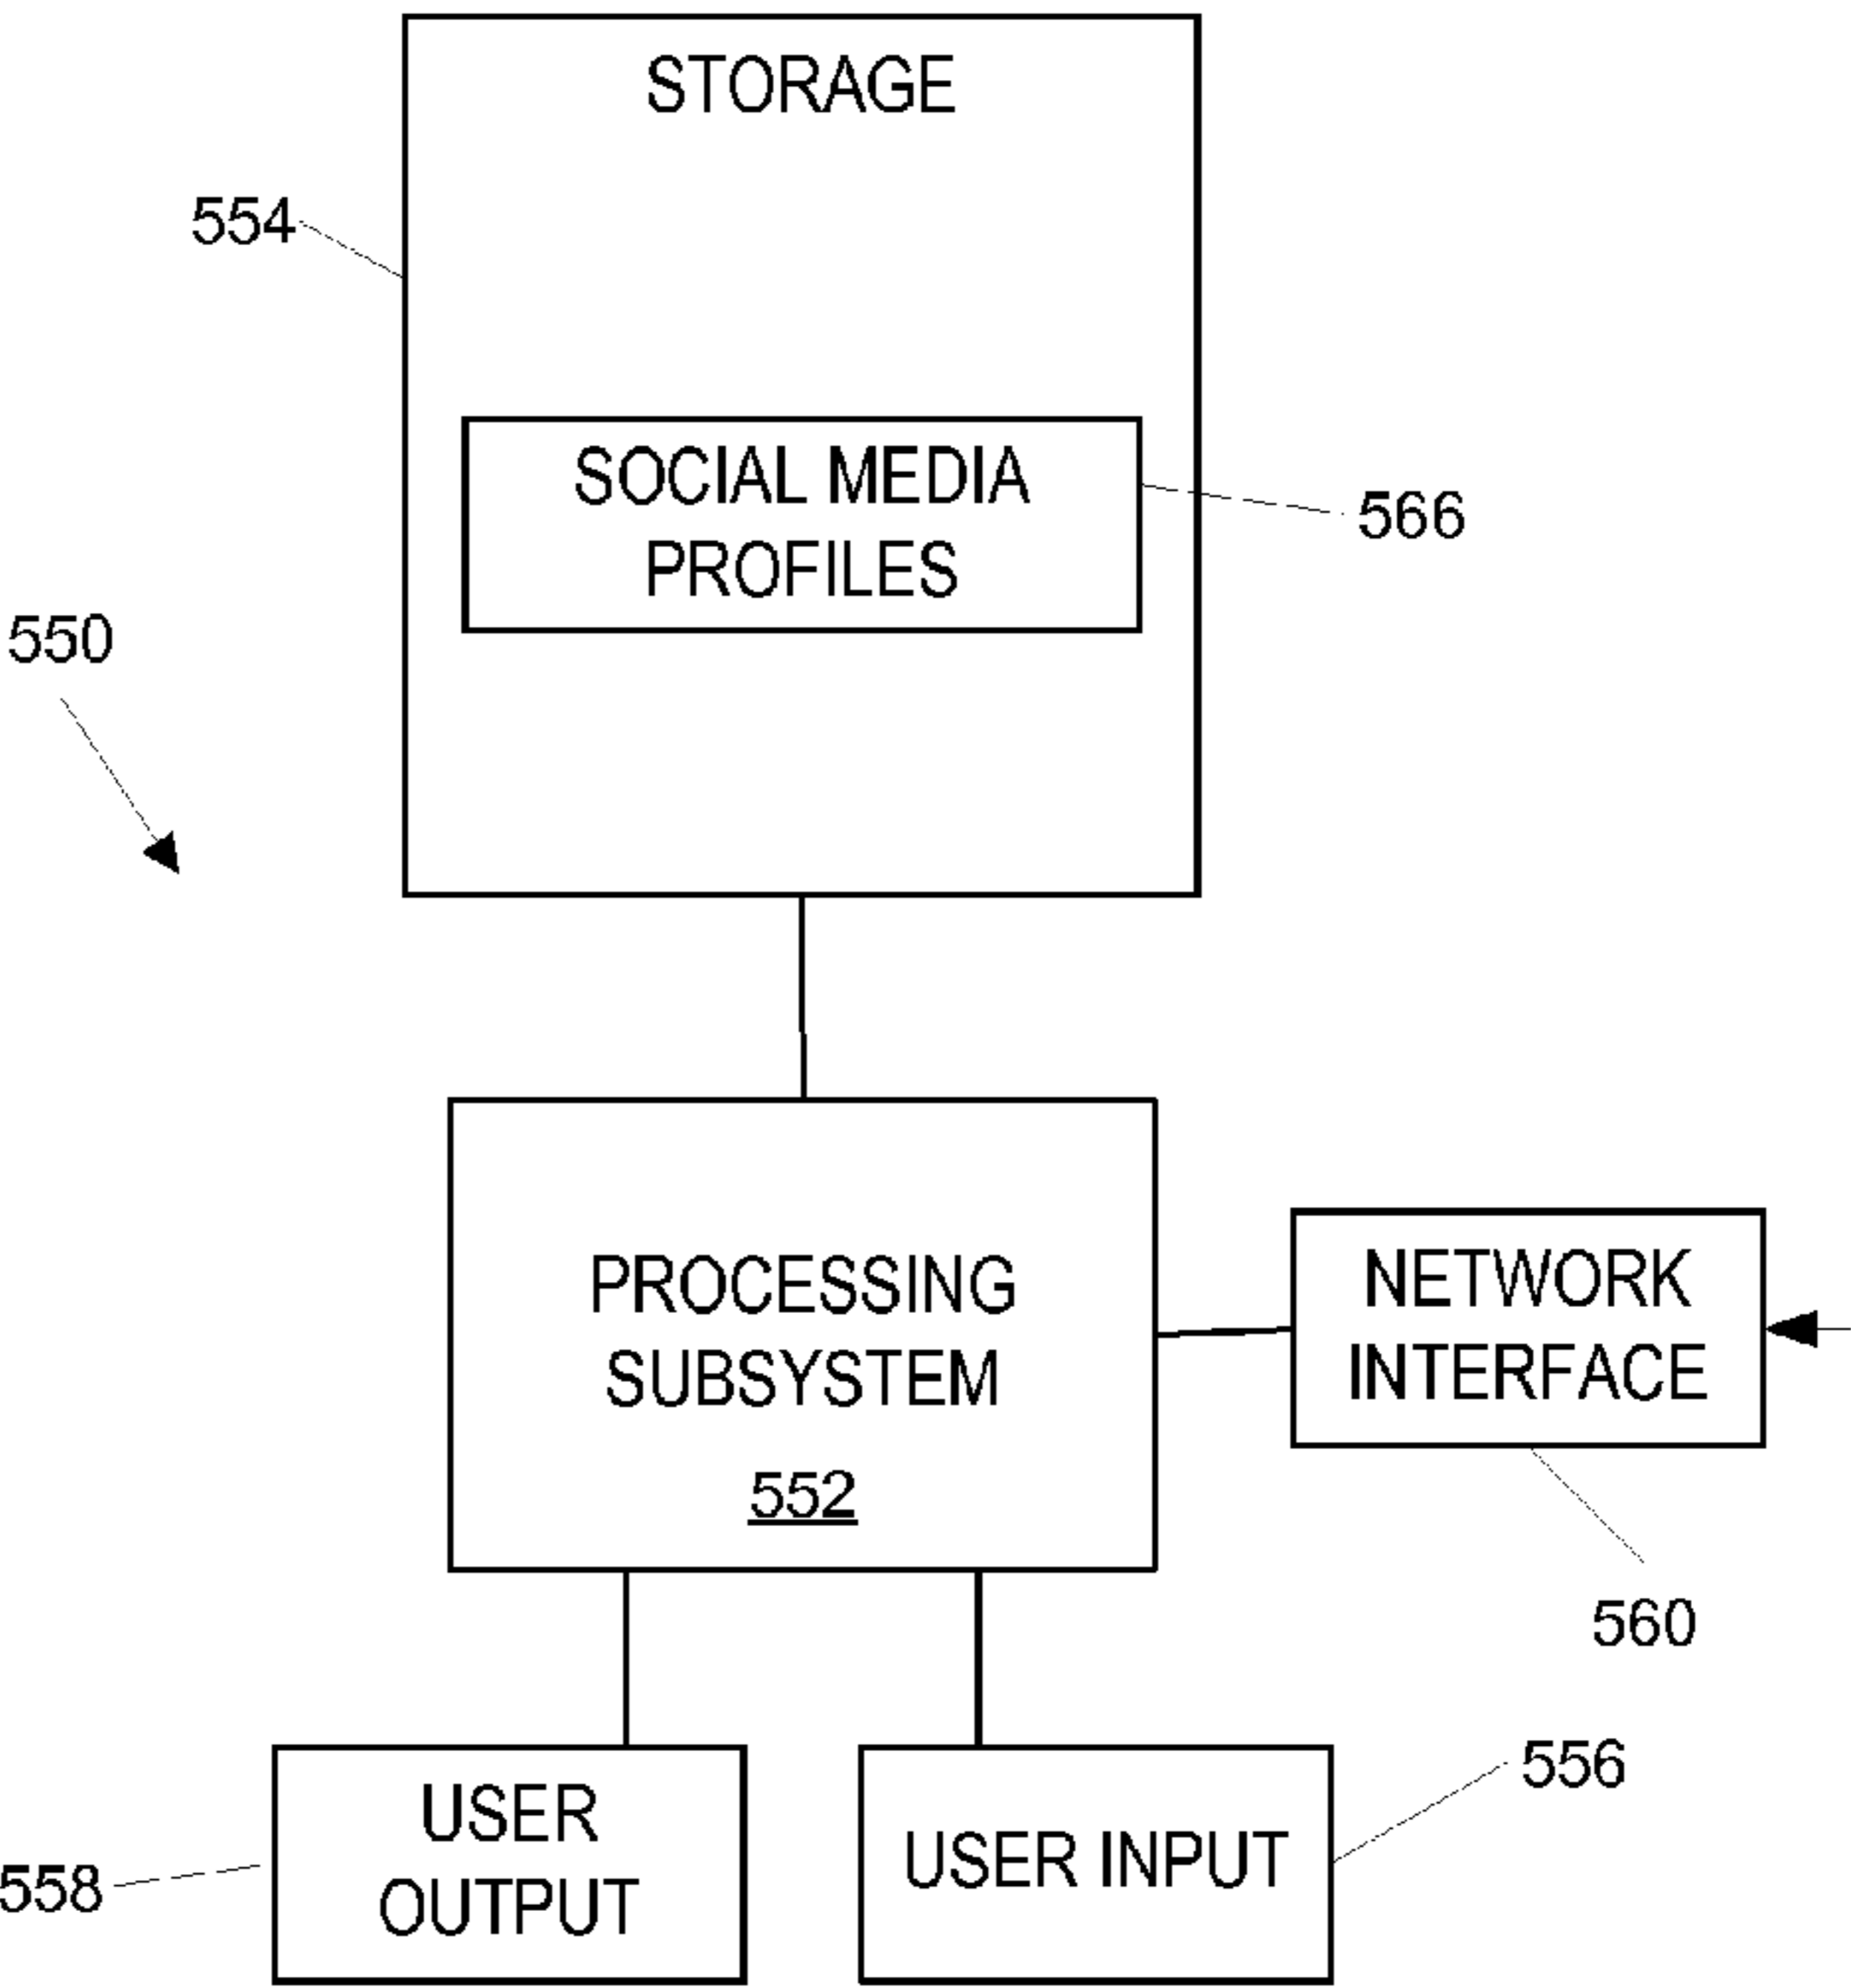 STORAGE
554
SOCIAL MEDIA
PROFILES
566
550
PROCESSING
SUBSYSTEM
552
NETWORK
INTERFACE
560
556
USER
OUTPUT
USER INPUT
558